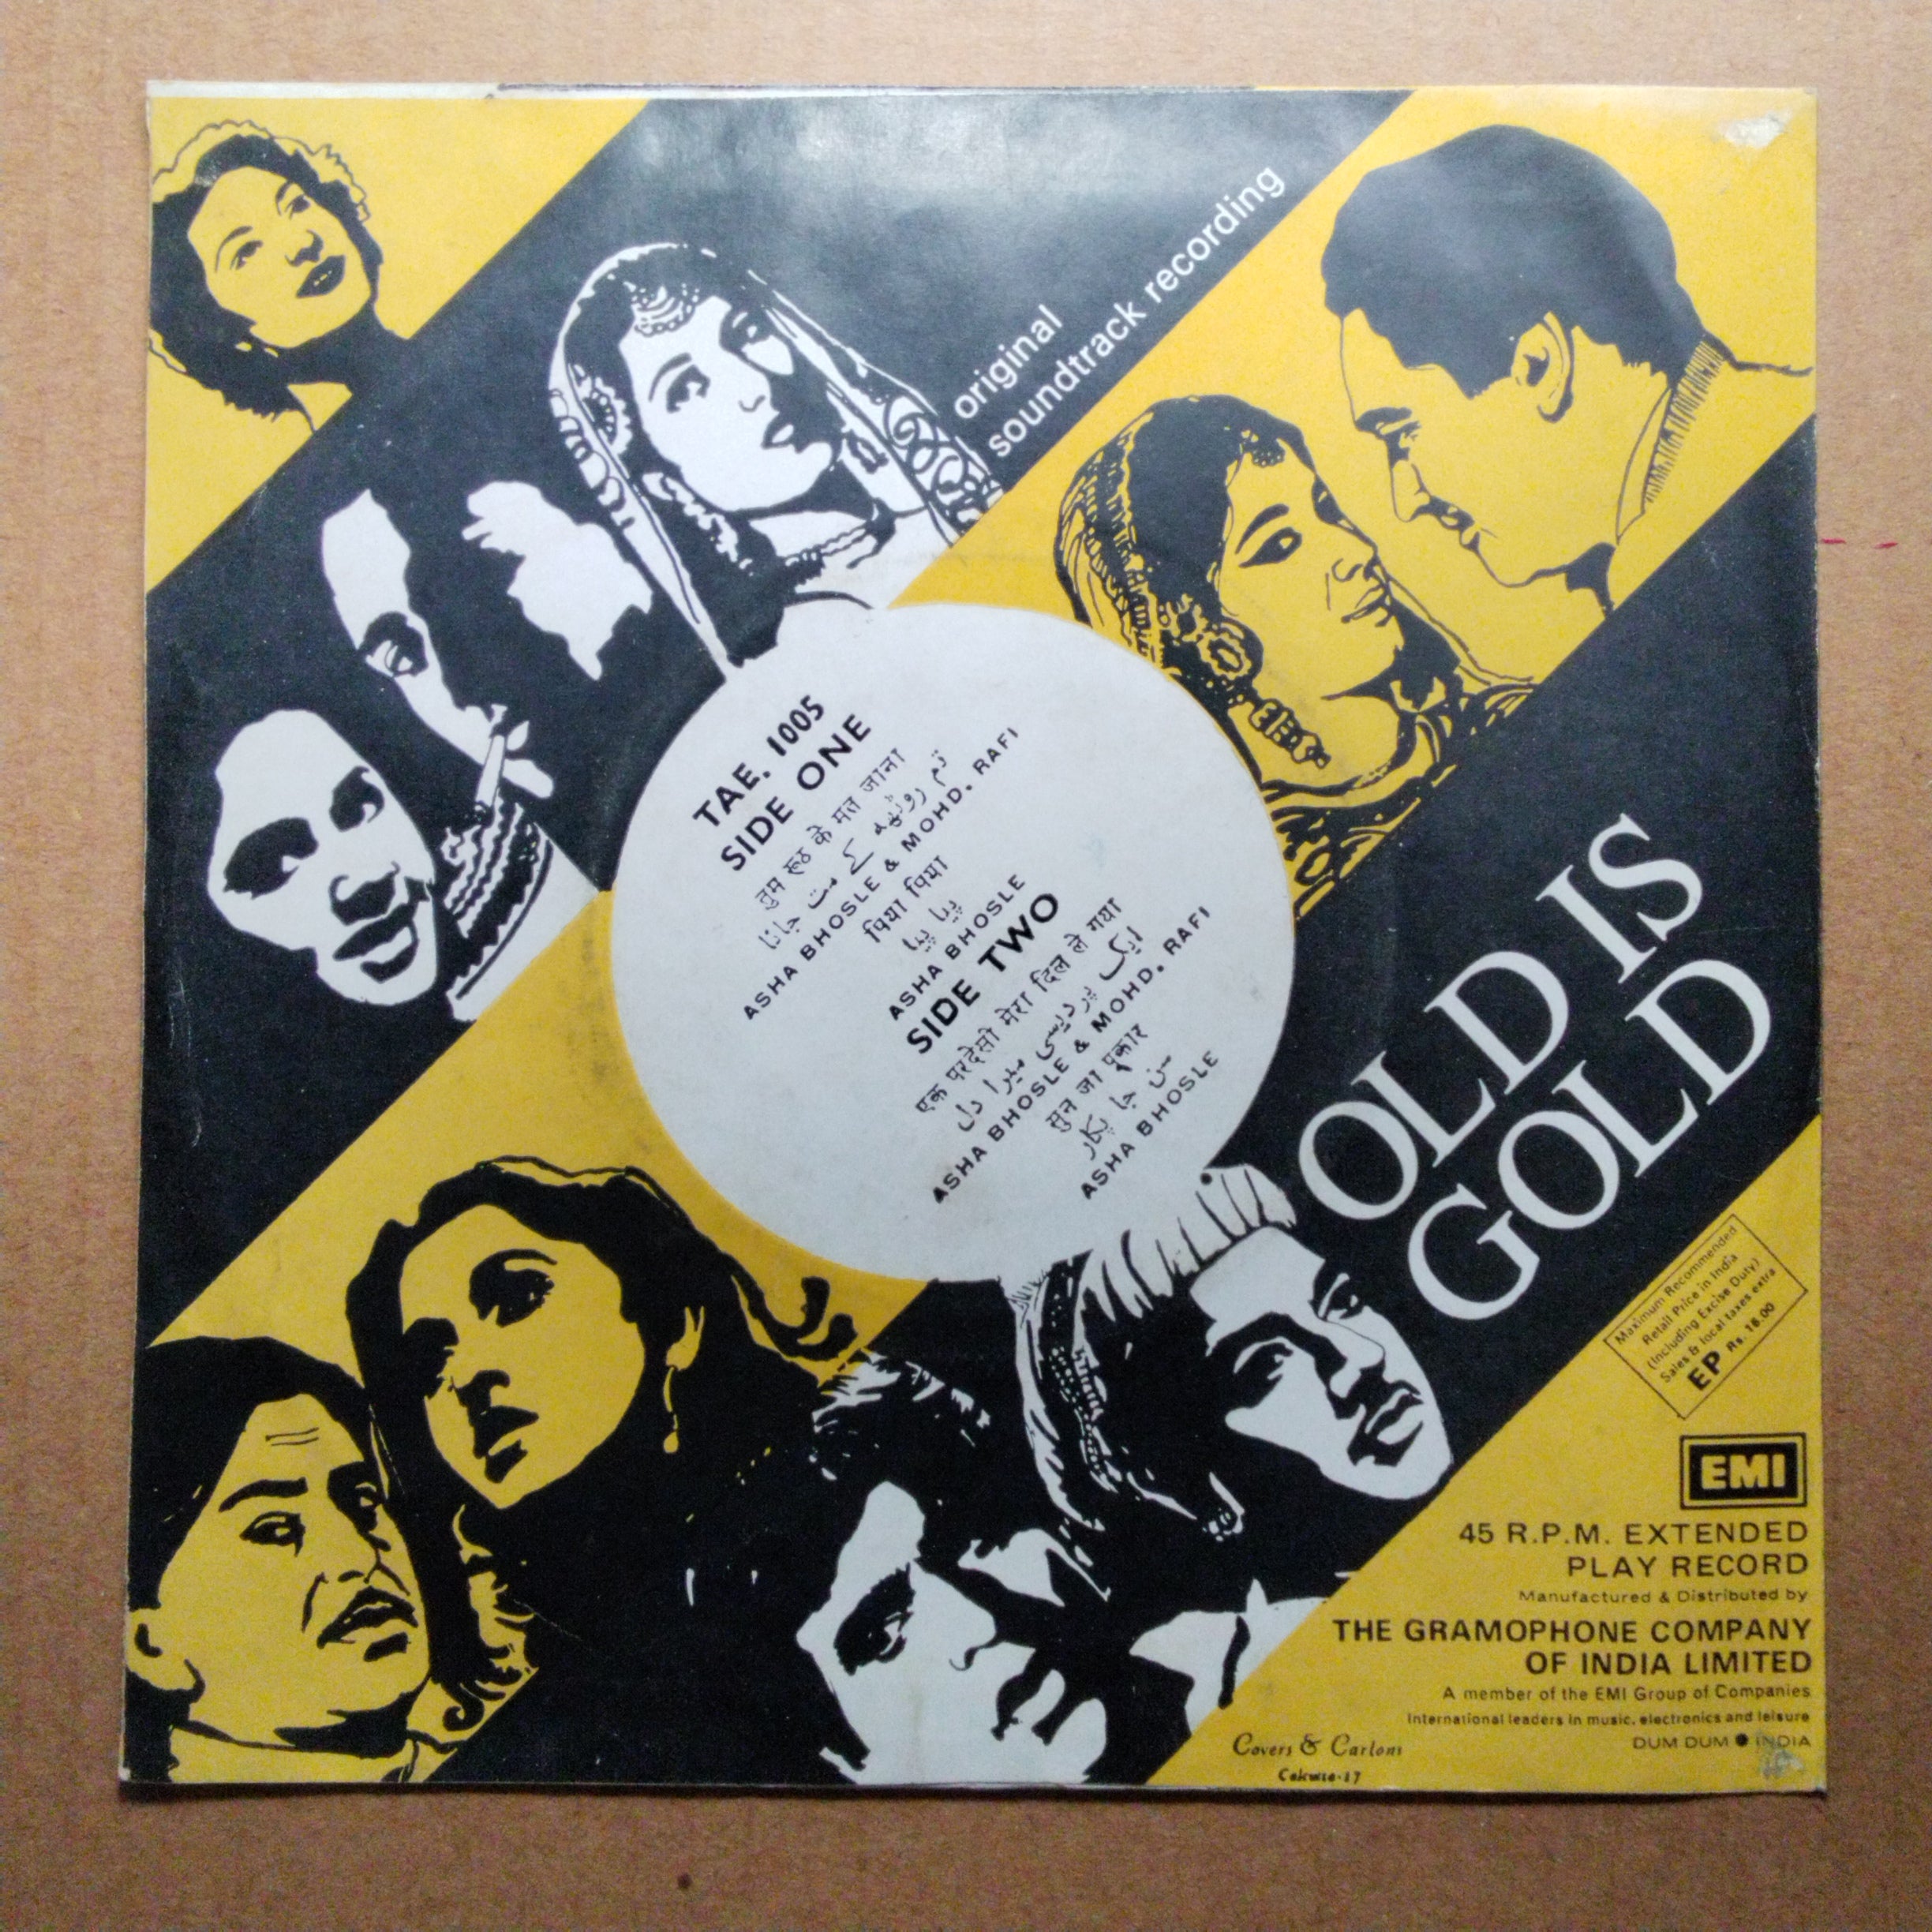 original
soundtrack recording
TAE. 1005
SIDE ONE
तुम रूठ के मत जाना
تم روٹھ کے مت جانا
ASHA BHOSLE & MOHD. RAFI
पिया पिया
پیا پیا
ASHA BHOSLE
SIDE TWO
एक परदेसी मेरा दिल ले गया
ایک پردیسی میرا دل
ASHA BHOSLE & MOHD. RAFI
सुन जा पुकार
سن جا پکار
ASHA BHOSLE
OLD IS
GOLD
Maximum Recommended
Retail Price in India
(Including Excise Duty)
Sales & local taxes extra
EP Rs. 16.00
EMI
45 R.P.M. EXTENDED
PLAY RECORD
Manufactured & Distributed by
THE GRAMOPHONE COMPANY
OF INDIA LIMITED
A member of the EMI Group of Companies
International leaders in music, electronics and leisure
DUM DUM ● INDIA
Covers & Cartons
Calcutta-17